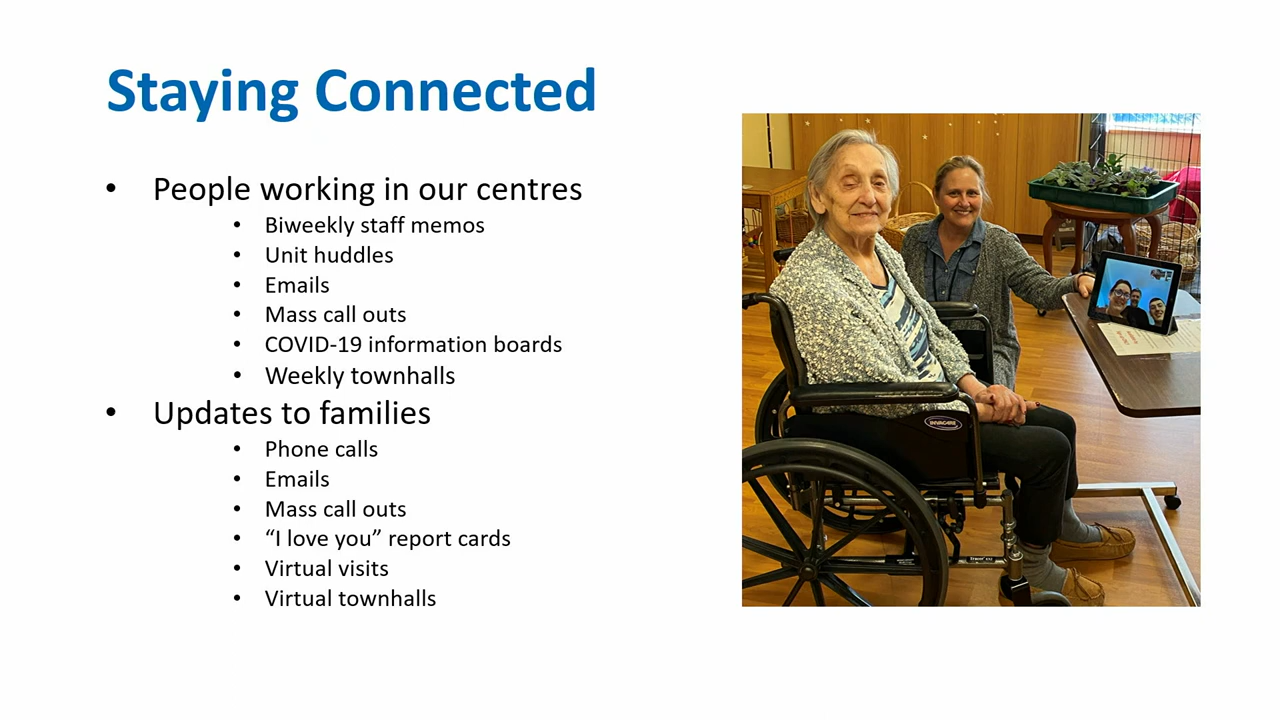 Staying Connected
• People working in our centres
• Biweekly staff memos
• Unit huddles
• Emails
• Mass call outs
• COVID-19 information boards
• Weekly townhalls
• Updates to families
• Phone calls
• Emails
• Mass call outs
• “I love you” report cards
• Virtual visits
• Virtual townhalls
INVACARE